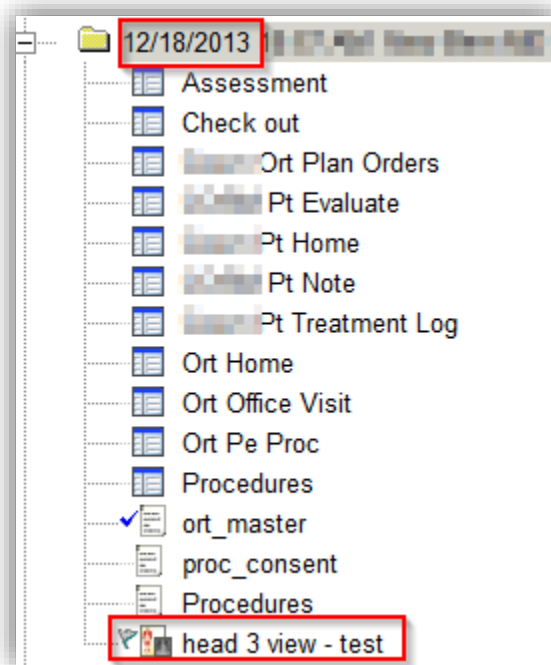 12/18/2013
Assessment
Check out
Ort Plan Orders
Pt Evaluate
Pt Home
Pt Note
Pt Treatment Log
Ort Home
Ort Office Visit
Ort Pe Proc
Procedures
ort_master
proc_consent
Procedures
head 3 view - test